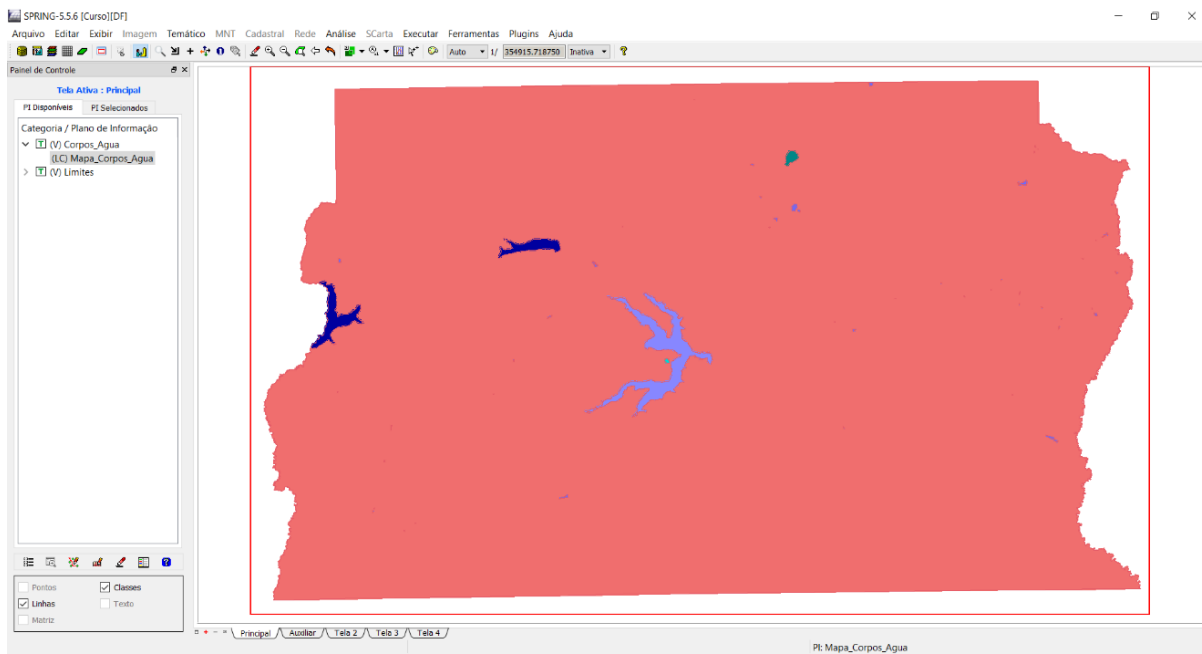 SPRING-5.5.6 [Curso][DF]
Arquivo Editar Exibir Imagem Temático MNT Cadastral Rede Análise SCarta Executar Ferramentas Plugins Ajuda
Auto 1/ 354915.718750 Inativa
Painel de Controle
Tela Ativa : Principal
PI Disponíveis PI Selecionados
Categoria / Plano de Informação
(V) Corpos_Agua
(LC) Mapa_Corpos_Agua
(V) Limites
Pontos Classes
Linhas Texto
Matriz
Principal Auxiliar Tela 2 Tela 3 Tela 4
PI: Mapa_Corpos_Agua